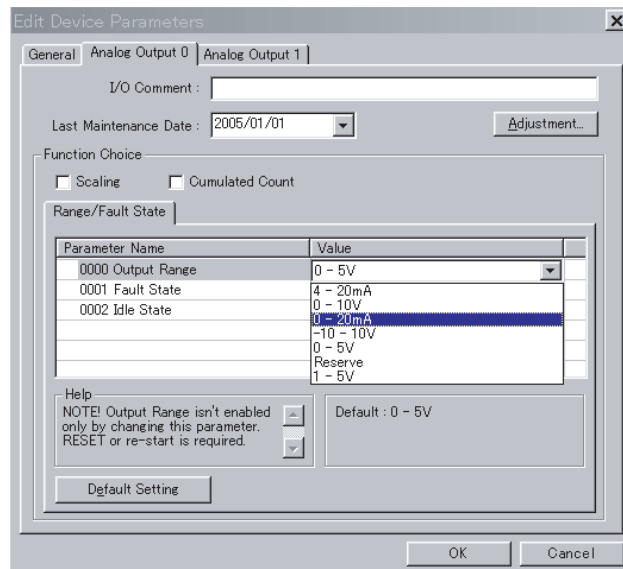 Edit Device Parameters
General Analog Output 0 Analog Output 1
I/O Comment :
Last Maintenance Date : 2005/01/01 Adjustment...
Function Choice
Scaling Cumulated Count
Range/Fault State
Parameter Name Value
0000 Output Range 0 - 5V
0001 Fault State 4 - 20mA
0002 Idle State 0 - 10V
0 - 20mA
-10 - 10V
0 - 5V
Reserve
1 - 5V
Help
NOTE! Output Range isn't enabled
only by changing this parameter.
RESET or re-start is required.
Default : 0 - 5V
Default Setting
OK Cancel